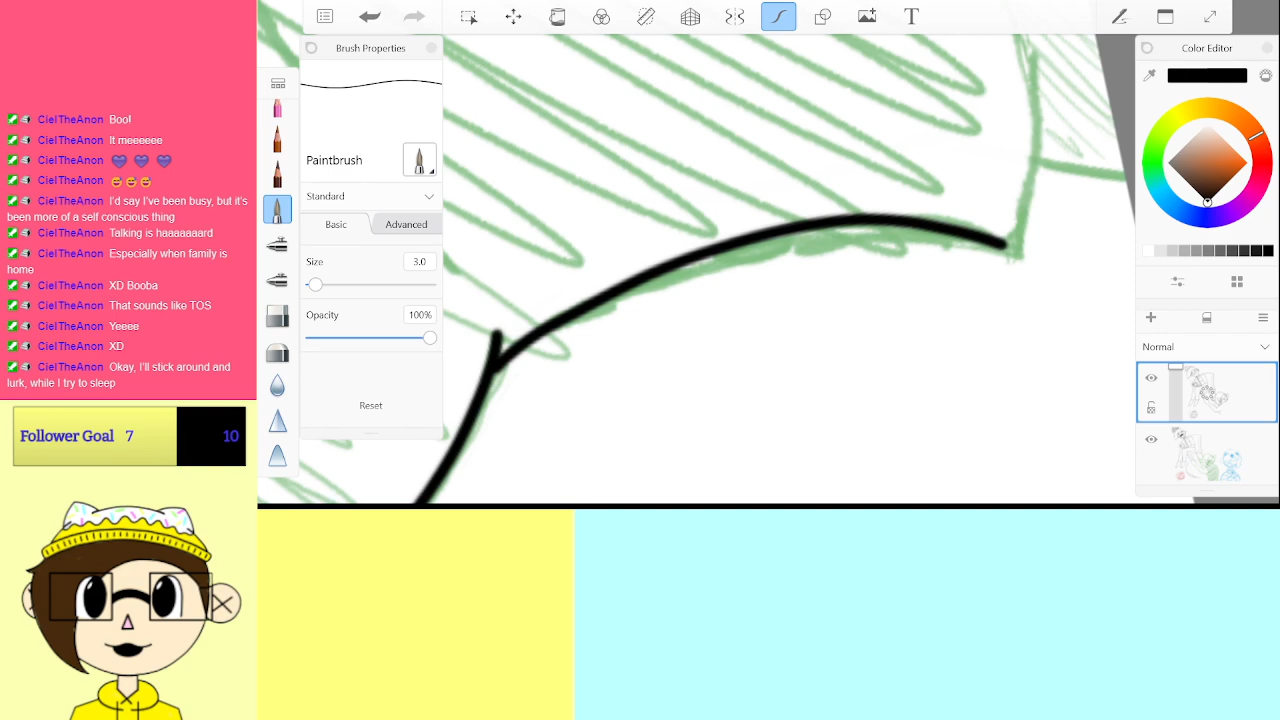 CielTheAnon Boo!
CielTheAnon It meeeeee
CielTheAnon 💜 💜 💜
CielTheAnon 😅 😅 😅
CielTheAnon I'd say I've been busy, but it's
been more of a self conscious thing
CielTheAnon Talking is haaaaaaard
CielTheAnon Especially when family is
home
CielTheAnon XD Booba
CielTheAnon That sounds like TOS
CielTheAnon Yeeee
CielTheAnon XD
CielTheAnon Okay, I'll stick around and
lurk, while I try to sleep
Follower Goal 7 10
Brush Properties
Paintbrush
Standard
Basic Advanced
Size 3.0
Opacity 100%
Reset
T
Color Editor
Normal